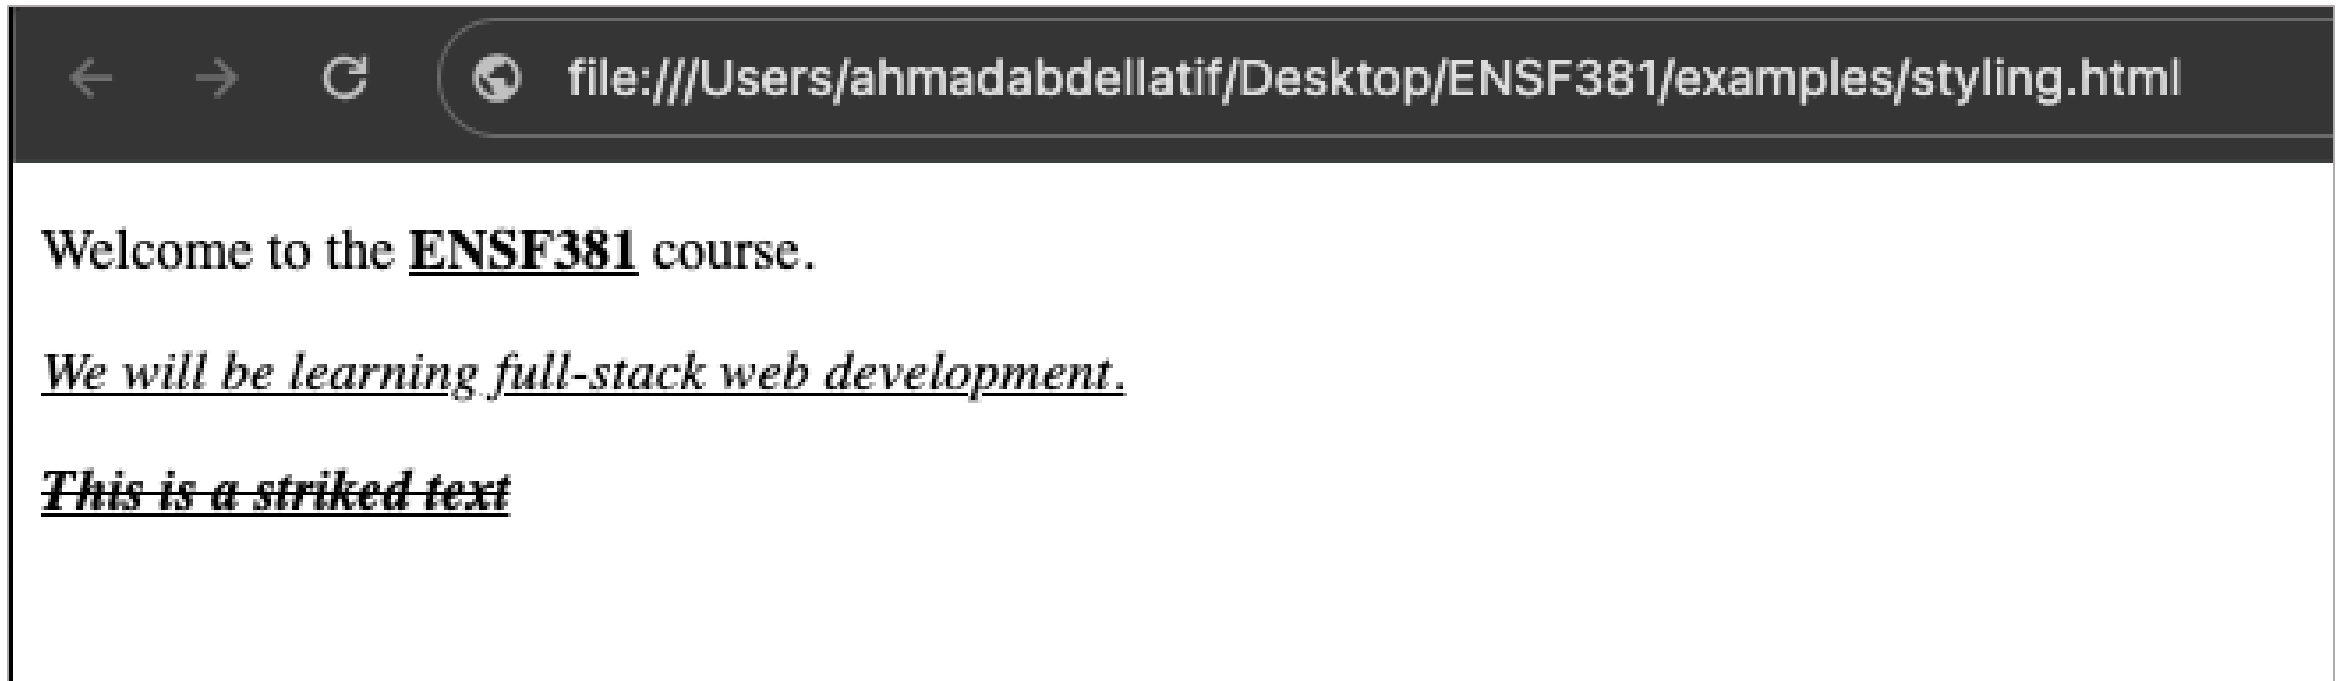 file:///Users/ahmadabdellatif/Desktop/ENSF381/examples/styling.html
Welcome to the ENSF381 course.
We will be learning full-stack web development.
This is a striked text